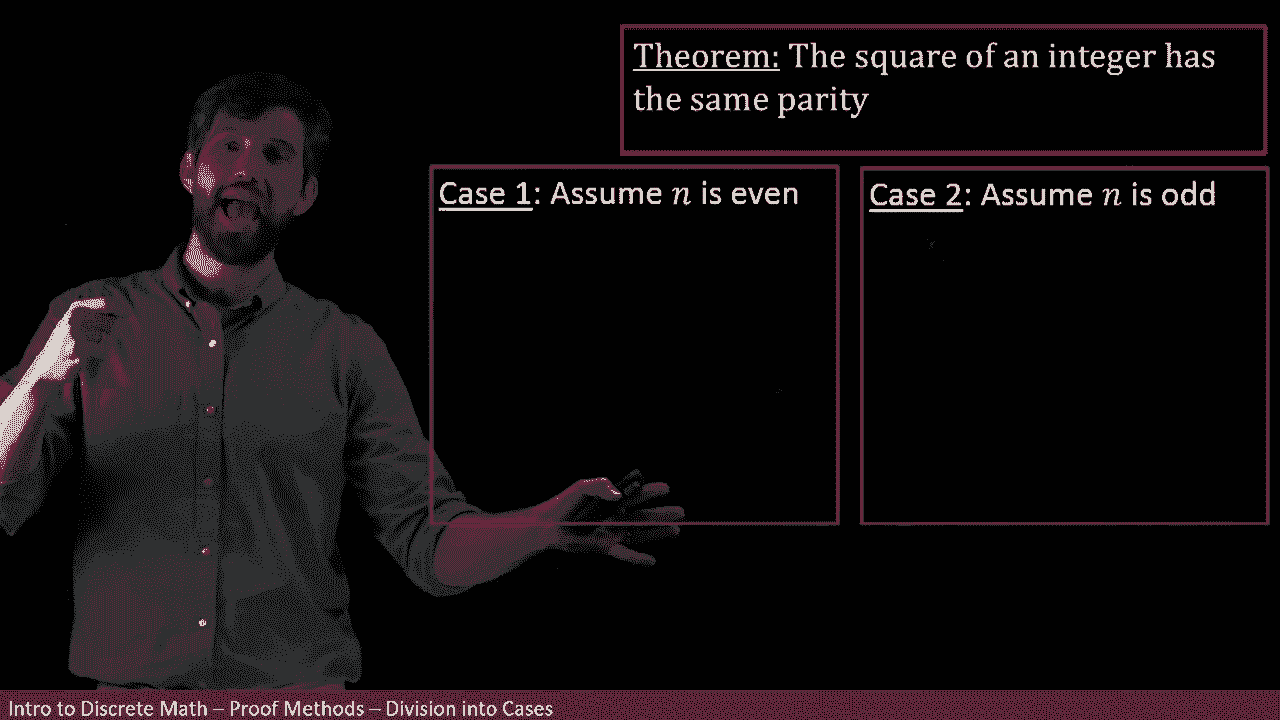 Theorem: The square of an integer has
the same parity
Case 1: Assume n is even
Case 2: Assume n is odd
Intro to Discrete Math – Proof Methods – Division into Cases